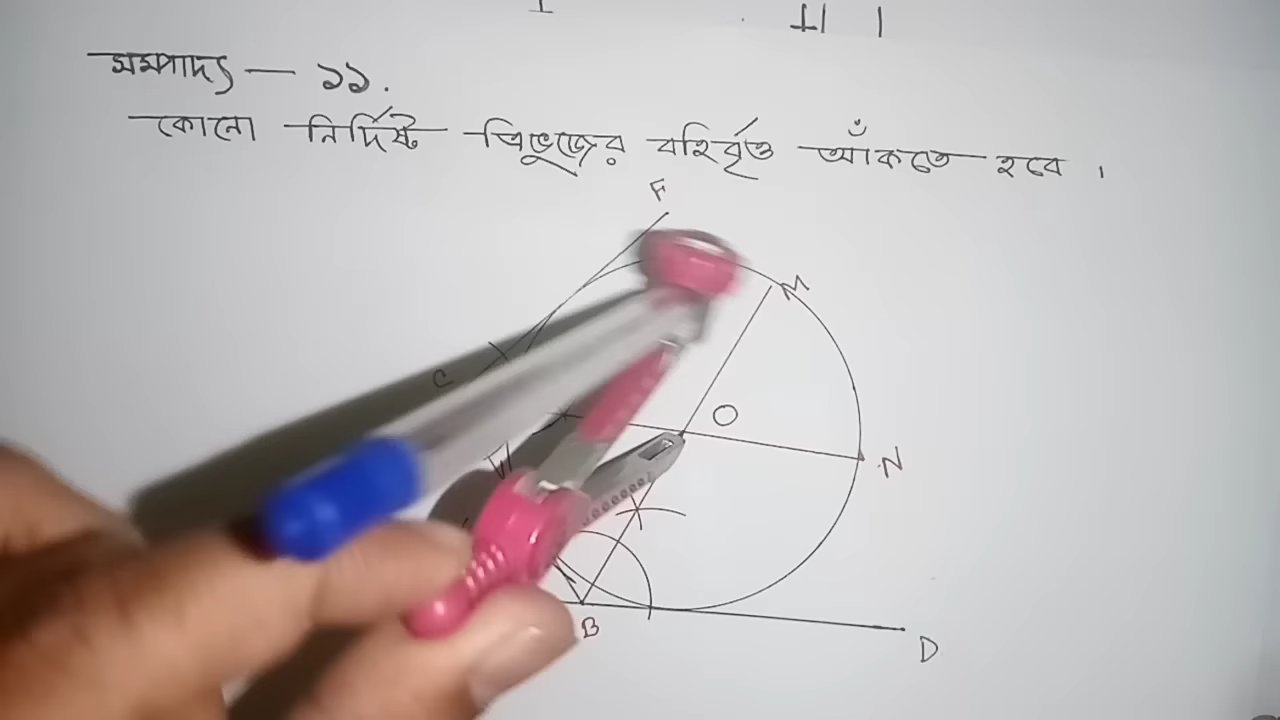 সম্পাদ্য — ১১.
কোনো নির্দিষ্ট ত্রিভুজের বহির্বৃত্ত আঁকতে হবে ।
F
M
C
O
N
B
D